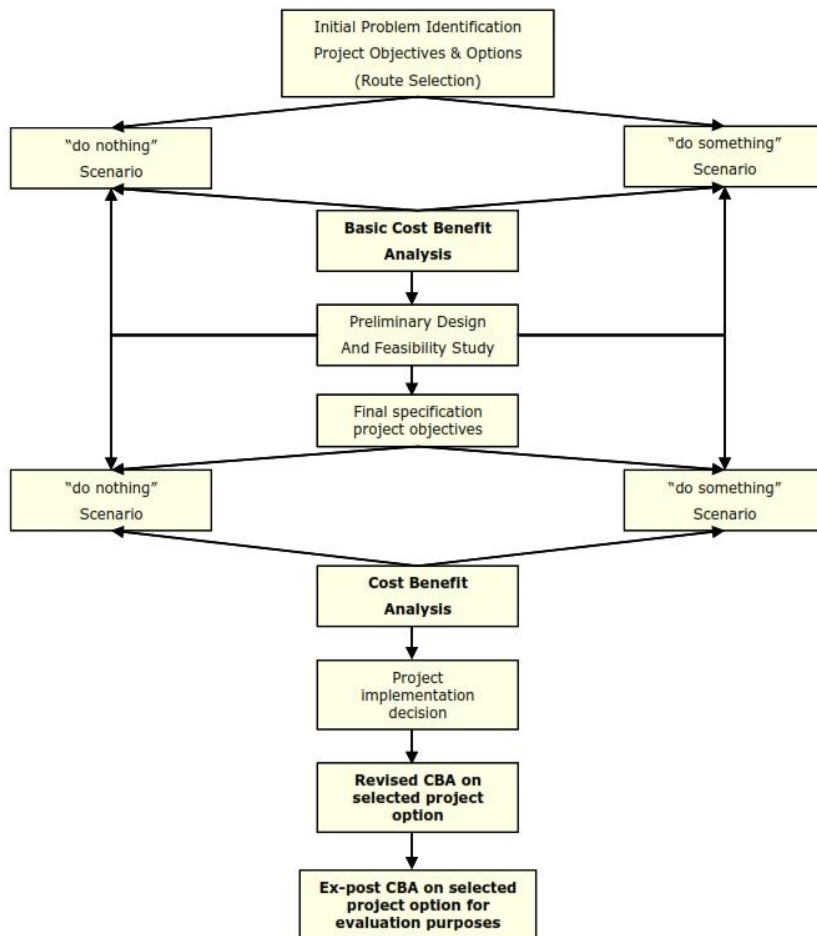 Initial Problem Identification
Project Objectives & Options
(Route Selection)
“do nothing”
Scenario
“do something”
Scenario
Basic Cost Benefit
Analysis
Preliminary Design
And Feasibility Study
Final specification
project objectives
“do nothing”
Scenario
“do something”
Scenario
Cost Benefit
Analysis
Project
implementation
decision
Revised CBA on
selected project
option
Ex-post CBA on selected
project option for
evaluation purposes